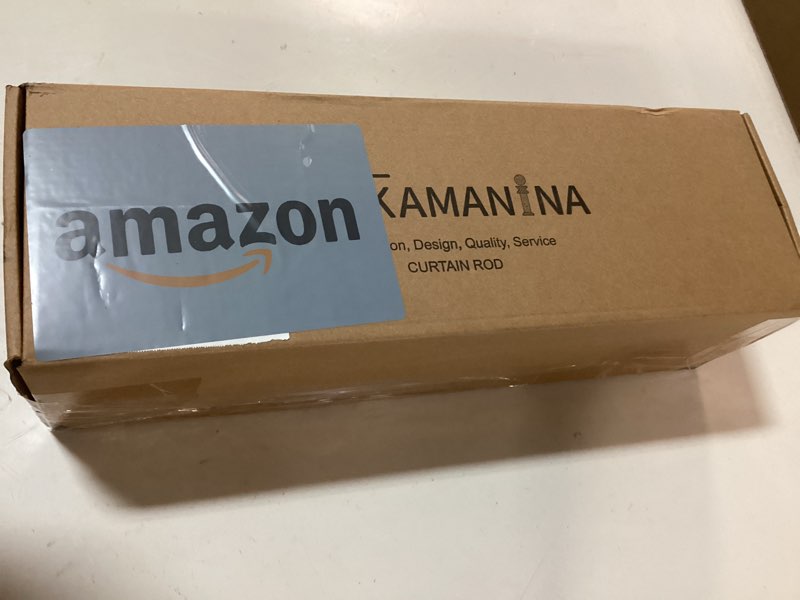 amazon
KAMANINA
on, Design, Quality, Service
CURTAIN ROD